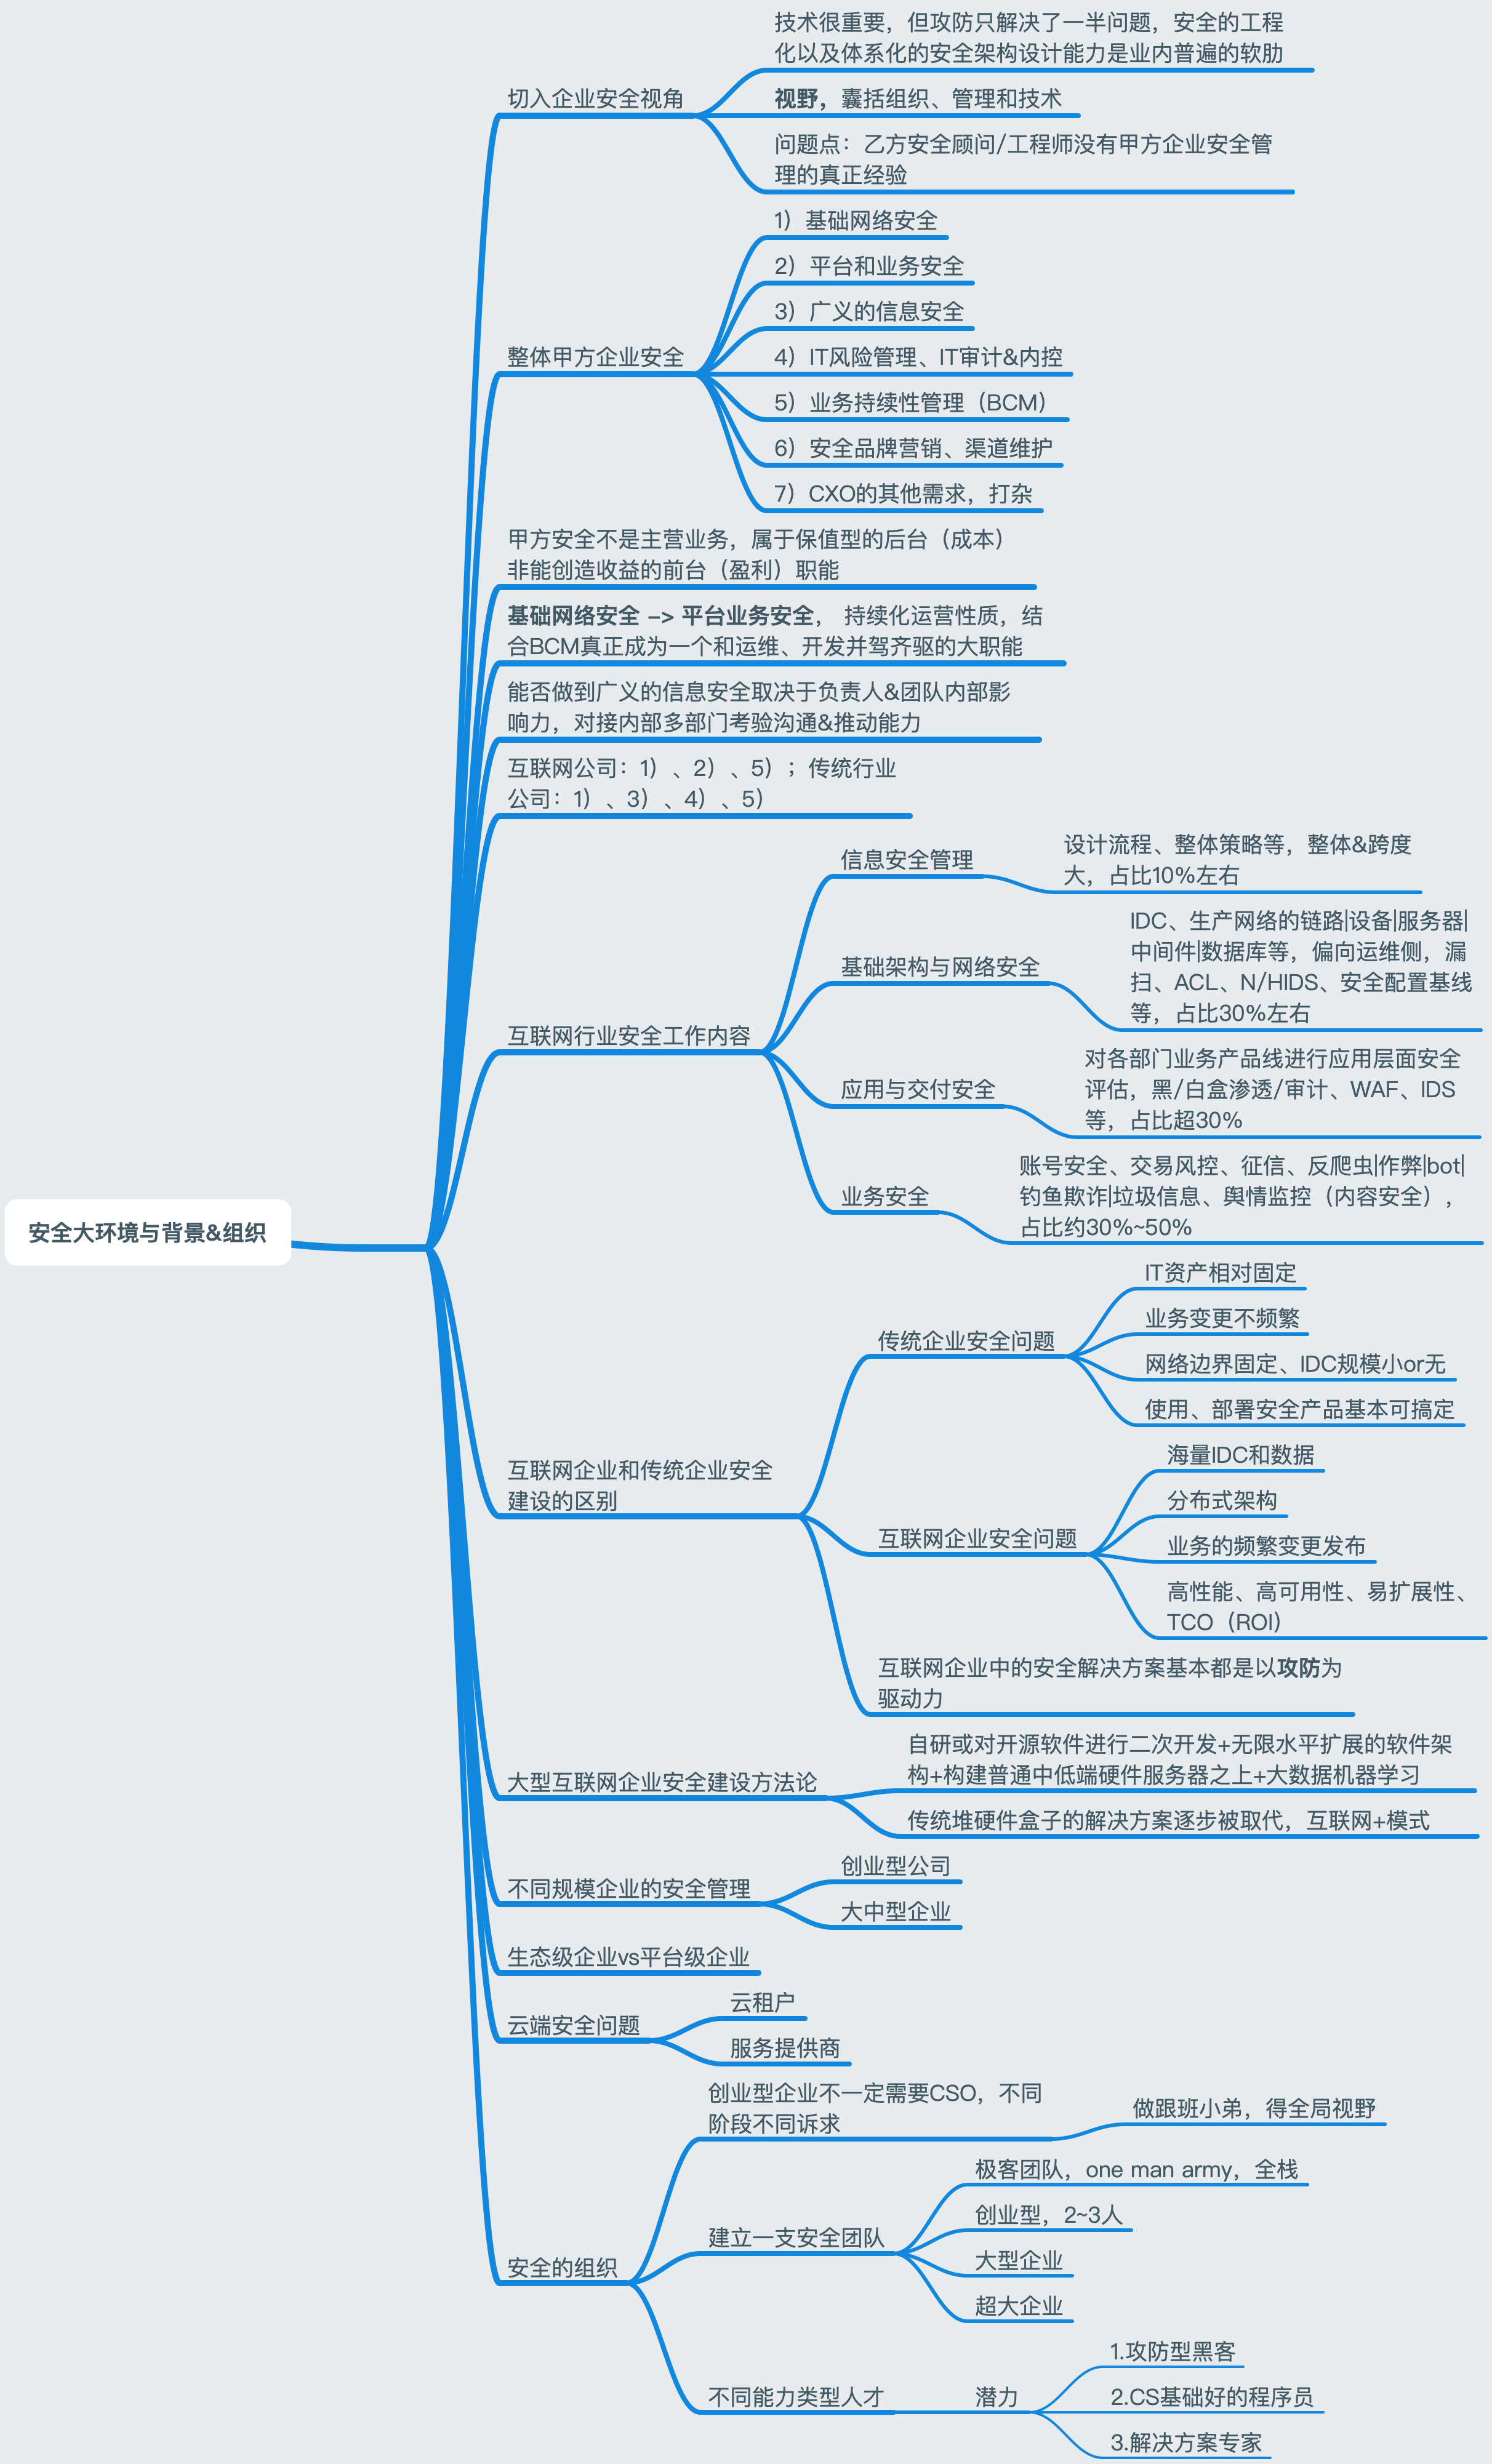 技术很重要，但攻防只解决了一半问题，安全的工程
化以及体系化的安全架构设计能力是业内普遍的软肋
切入企业安全视角
视野，囊括组织、管理和技术
问题点：乙方安全顾问/工程师没有甲方企业安全管
理的真正经验
1）基础网络安全
2）平台和业务安全
3）广义的信息安全
整体甲方企业安全
4）IT风险管理、IT审计&内控
5）业务持续性管理（BCM）
6）安全品牌营销、渠道维护
7）CXO的其他需求，打杂
甲方安全不是主营业务，属于保值型的后台（成本）
非能创造收益的前台（盈利）职能
基础网络安全 –> 平台业务安全， 持续化运营性质，结
合BCM真正成为一个和运维、开发并驾齐驱的大职能
能否做到广义的信息安全取决于负责人&团队内部影
响力，对接内部多部门考验沟通&推动能力
互联网公司：1）、2）、5）；传统行业
公司：1）、3）、4）、5）
信息安全管理
设计流程、整体策略等，整体&跨度
大，占比10%左右
基础架构与网络安全
IDC、生产网络的链路|设备|服务器|
中间件|数据库等，偏向运维侧，漏
扫、ACL、N/HIDS、安全配置基线
等，占比30%左右
互联网行业安全工作内容
应用与交付安全
对各部门业务产品线进行应用层面安全
评估，黑/白盒渗透/审计、WAF、IDS
等，占比超30%
业务安全
账号安全、交易风控、征信、反爬虫|作弊|bot|
钓鱼欺诈|垃圾信息、舆情监控（内容安全），
占比约30%~50%
安全大环境与背景&组织
传统企业安全问题
IT资产相对固定
业务变更不频繁
网络边界固定、IDC规模小or无
使用、部署安全产品基本可搞定
互联网企业和传统企业安全
建设的区别
互联网企业安全问题
海量IDC和数据
分布式架构
业务的频繁变更发布
高性能、高可用性、易扩展性、
TCO（ROI）
互联网企业中的安全解决方案基本都是以攻防为
驱动力
大型互联网企业安全建设方法论
自研或对开源软件进行二次开发+无限水平扩展的软件架
构+构建普通中低端硬件服务器之上+大数据机器学习
传统堆硬件盒子的解决方案逐步被取代，互联网+模式
不同规模企业的安全管理
创业型公司
大中型企业
生态级企业vs平台级企业
云端安全问题
云租户
服务提供商
创业型企业不一定需要CSO，不同
阶段不同诉求
做跟班小弟，得全局视野
安全的组织
建立一支安全团队
极客团队，one man army，全栈
创业型，2~3人
大型企业
超大企业
不同能力类型人才
潜力
1.攻防型黑客
2.CS基础好的程序员
3.解决方案专家